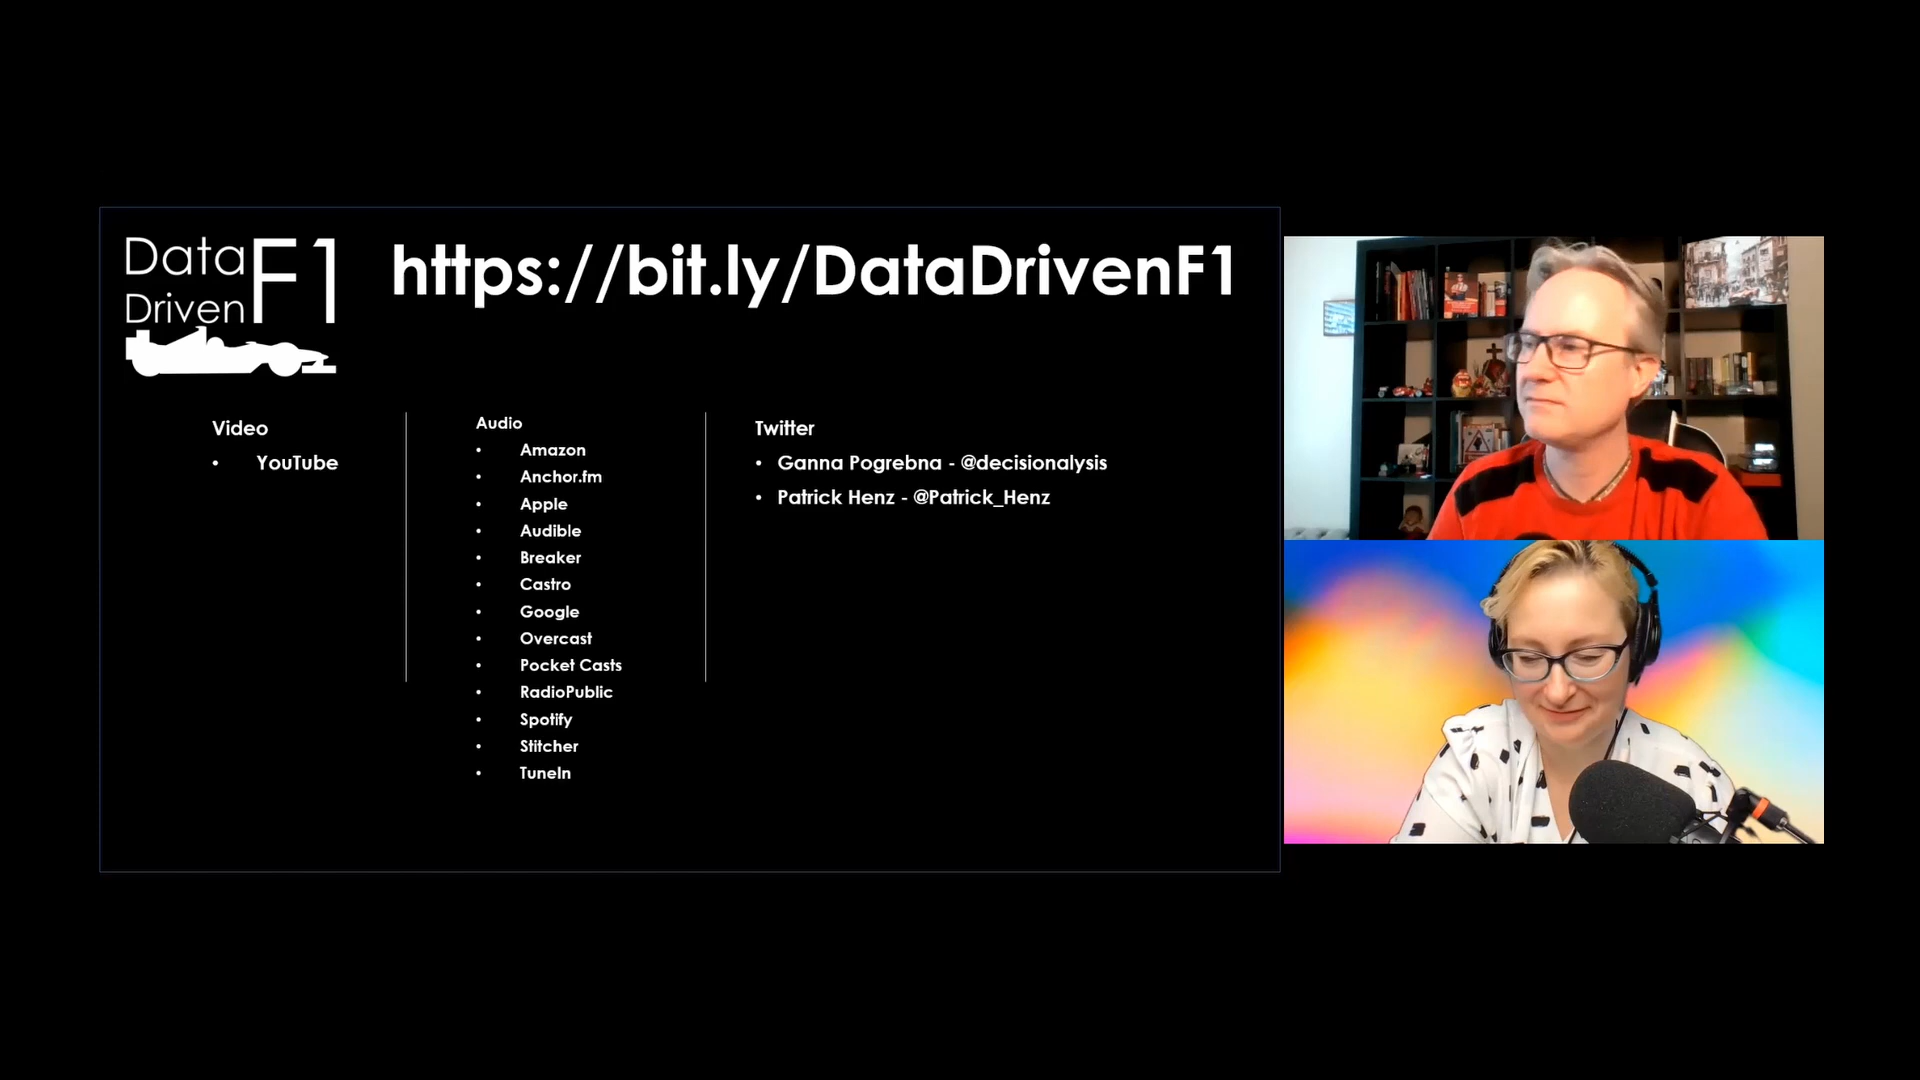 Data
Driven
F1
https://bit.ly/DataDrivenF1
Video
• YouTube
Audio
• Amazon
• Anchor.fm
• Apple
• Audible
• Breaker
• Castro
• Google
• Overcast
• Pocket Casts
• RadioPublic
• Spotify
• Stitcher
• TuneIn
Twitter
• Ganna Pogrebna - @decisionalysis
• Patrick Henz - @Patrick_Henz